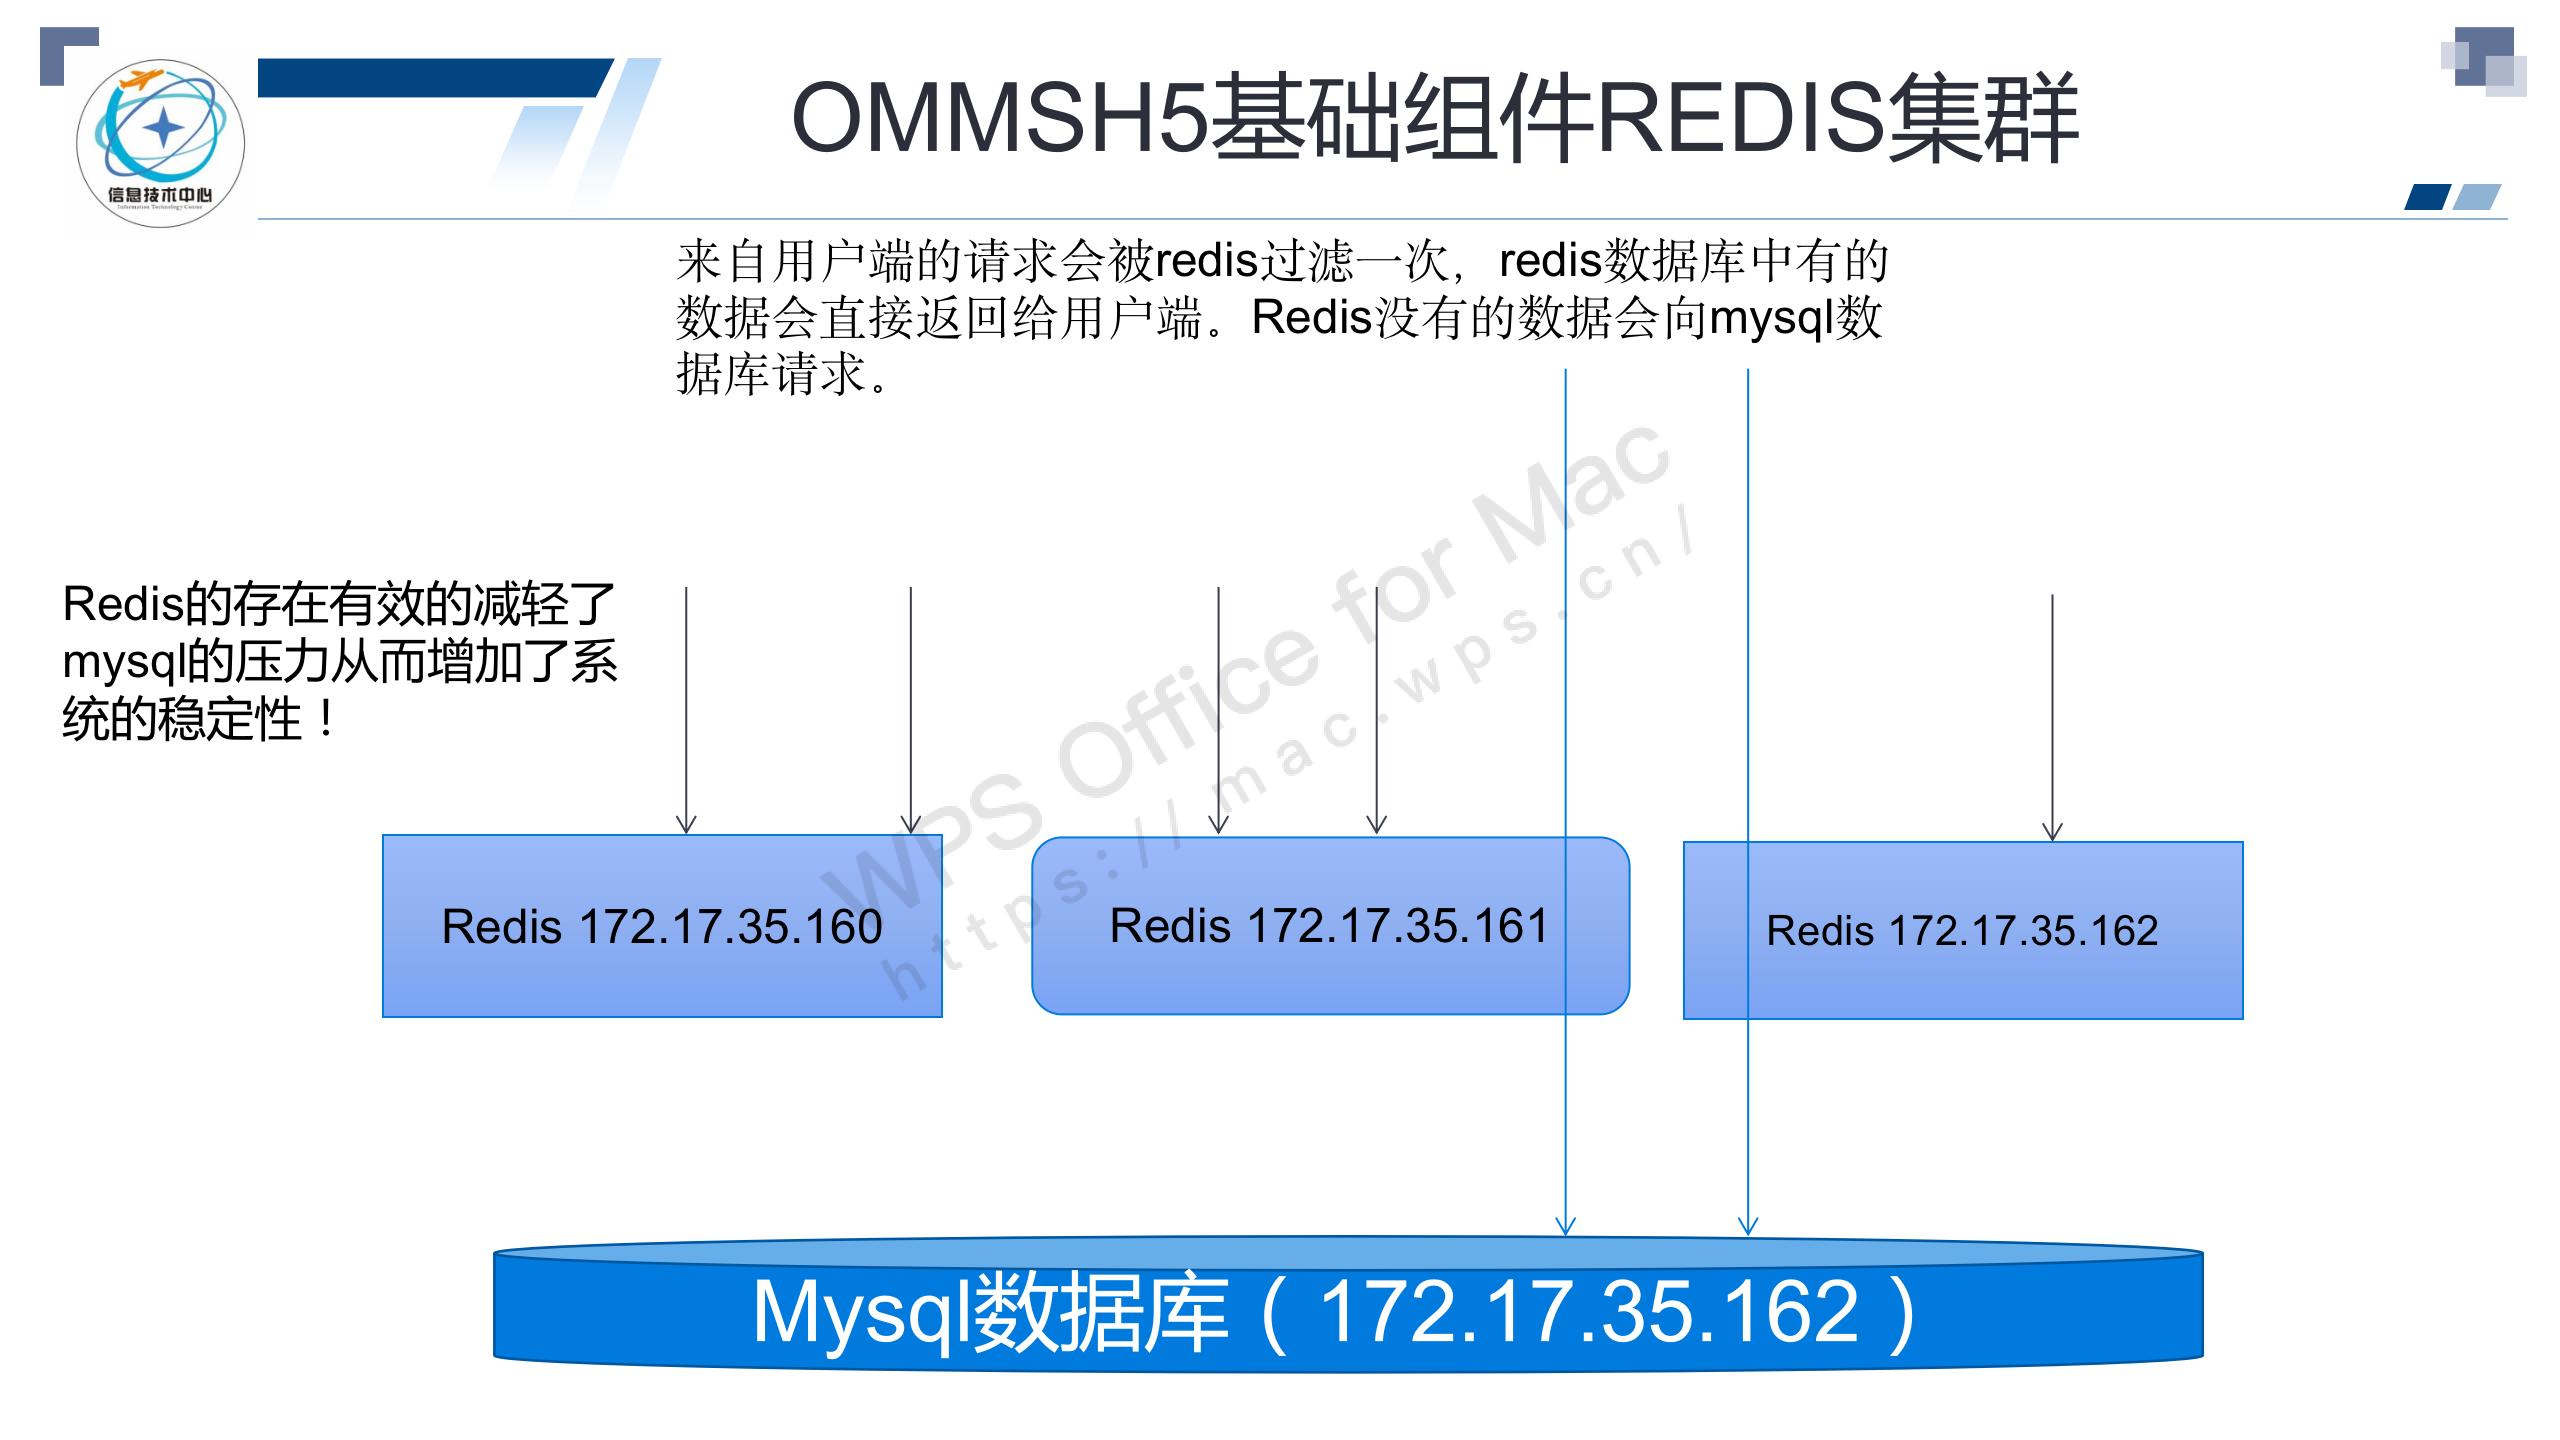 信息技术中心
Information Technology Center
OMMSH5基础组件REDIS集群
来自用户端的请求会被redis过滤一次，redis数据库中有的
数据会直接返回给用户端。Redis没有的数据会向mysql数
据库请求。
Redis的存在有效的减轻了
mysql的压力从而增加了系
统的稳定性！
WPS Office for Mac
https://mac.wps.cn/
Redis 172.17.35.160
Redis 172.17.35.161
Redis 172.17.35.162
Mysql数据库（172.17.35.162）